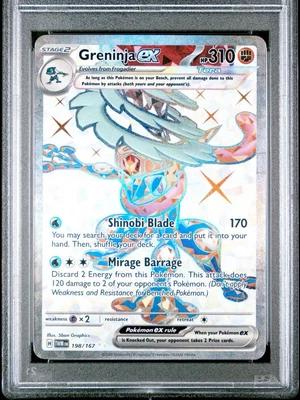 STAGE 2
Greninja ex
HP 310
Evolves from Frogadier
Tera
As long as this Pokémon is on your Bench, prevent all damage done to this
Pokémon by attacks (both yours and your opponent's).
Shinobi Blade 170
You may search your deck for a card and put it into
your hand. Then, shuffle your deck.
Mirage Barrage
Discard 2 Energy from this Pokémon. This attack does
120 damage to 2 of your opponent's Pokémon. (Don't apply
Weakness and Resistance for Benched Pokémon.)
weakness ×2 resistance retreat
Illus. 5ban Graphics
Pokémon ex rule
When your Pokémon ex
is Knocked Out, your opponent takes 2 Prize cards.
H TWM EN 198/167